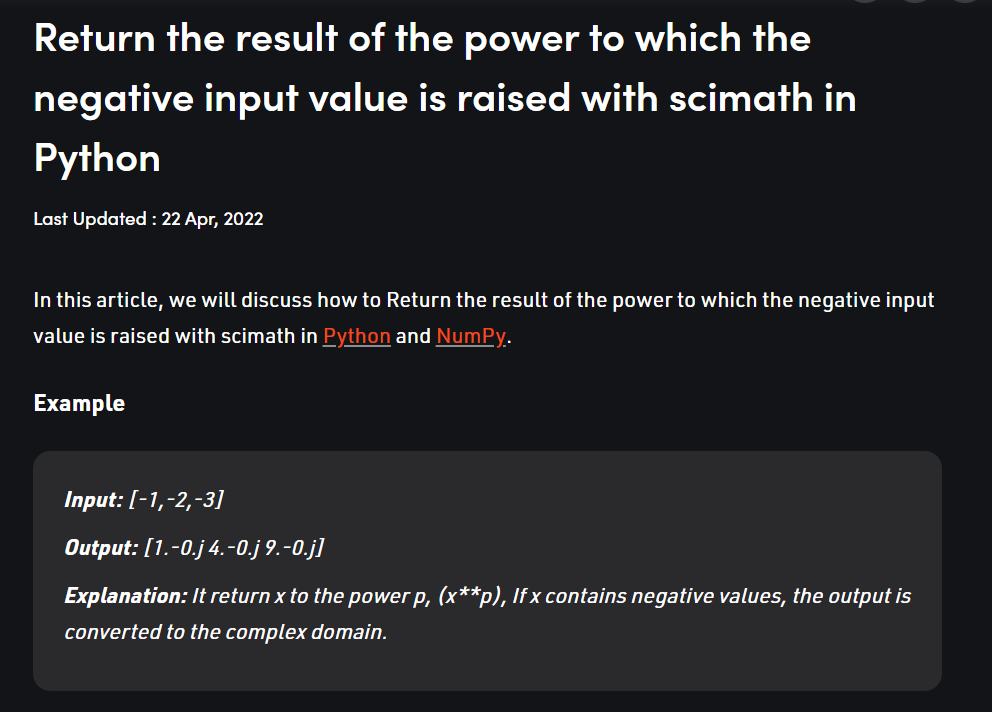 Return the result of the power to which the
negative input value is raised with scimath in
Python
Last Updated : 22 Apr, 2022
In this article, we will discuss how to Return the result of the power to which the negative input
value is raised with scimath in Python and NumPy.
Example
Input: [-1,-2,-3]
Output: [1.-0.j 4.-0.j 9.-0.j]
Explanation: It return x to the power p, (x**p), If x contains negative values, the output is
converted to the complex domain.